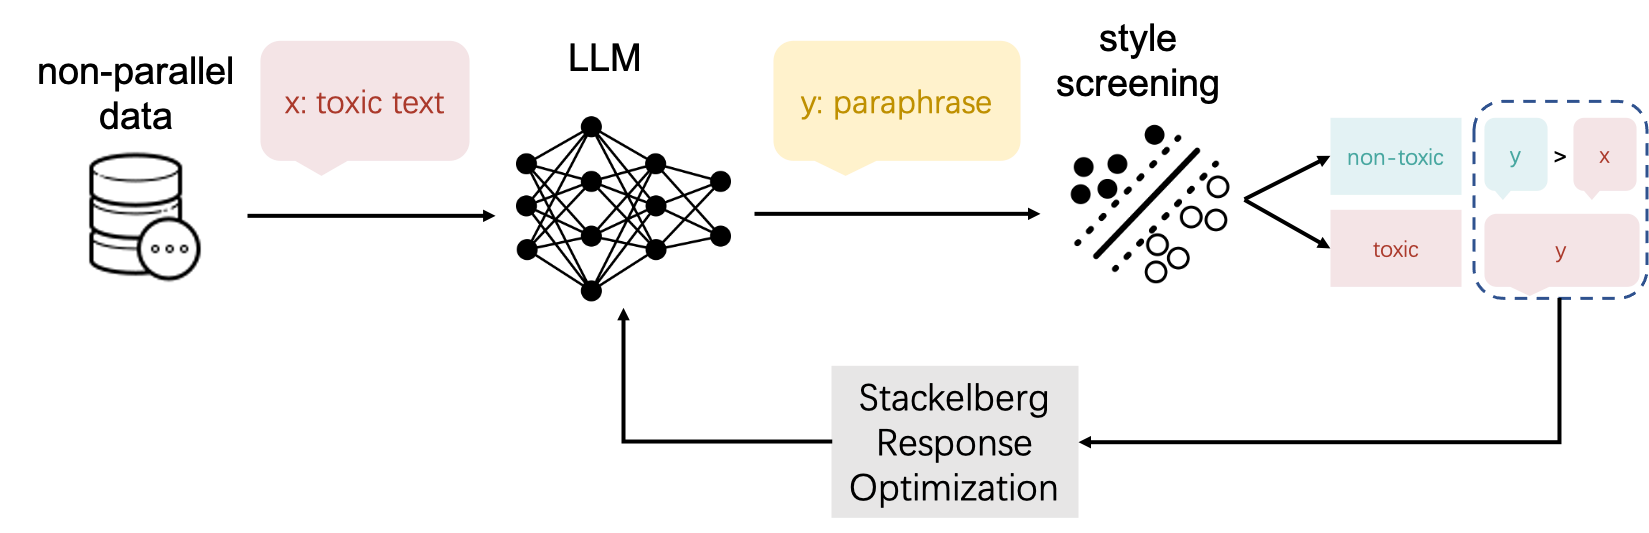 non-parallel
data
x: toxic text
LLM
y: paraphrase
style
screening
non-toxic
y > x
toxic
y
Stackelberg
Response
Optimization